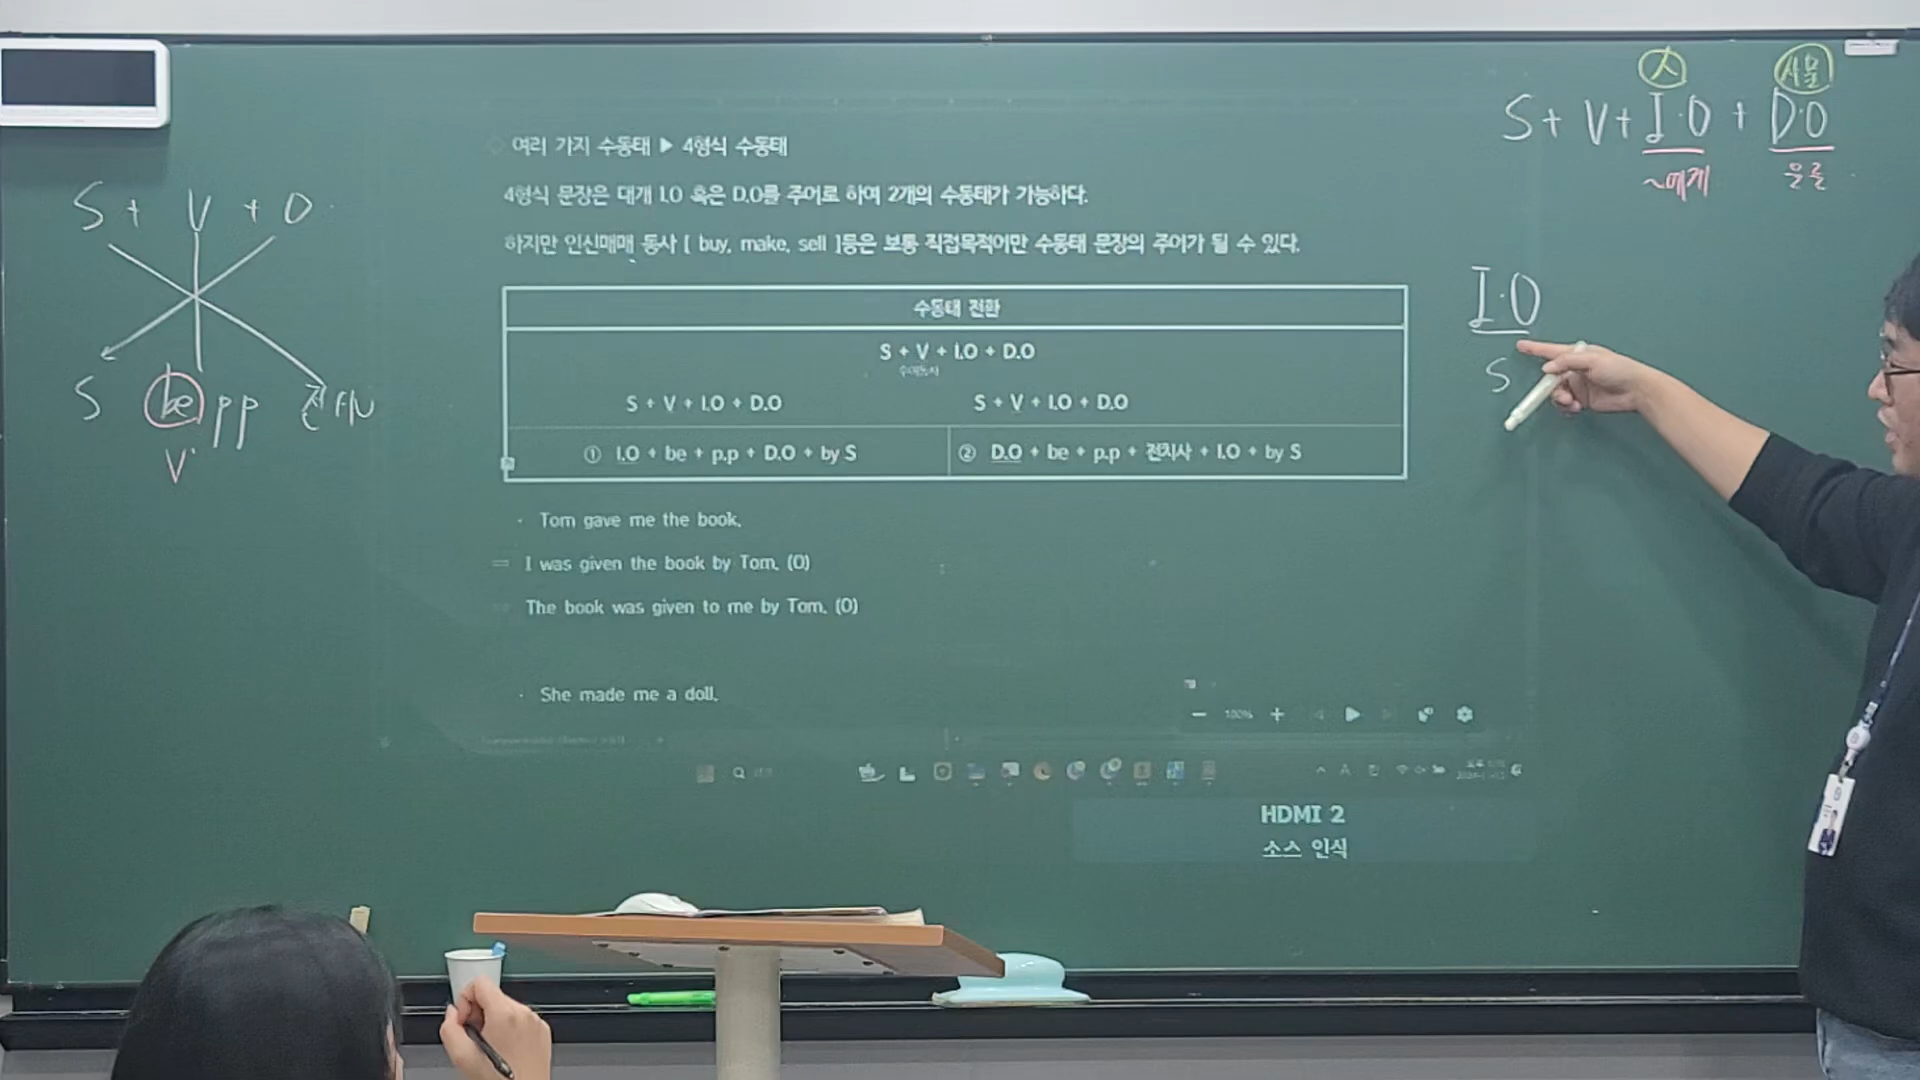 사 사물
S + V + I·O + D·O
~에게 을를
여러 가지 수동태 ▶ 4형식 수동태
4형식 문장은 대개 I.O 혹은 D.O를 주어로 하여 2개의 수동태가 가능하다.
하지만 인신매매 동사 [ buy, make, sell ]등은 보통 직접목적어만 수동태 문장의 주어가 될 수 있다.
S + V + O
S be pp 전
V
I·O
S
수동태 전환
S + V + I.O + D.O
수여동사
S + V + I.O + D.O
S + V + I.O + D.O
① I.O + be + p.p + D.O + by S
② D.O + be + p.p + 전치사 + I.O + by S
· Tom gave me the book.
= I was given the book by Tom. (O)
The book was given to me by Tom. (O)
· She made me a doll.
100%
HDMI 2
소스 인식